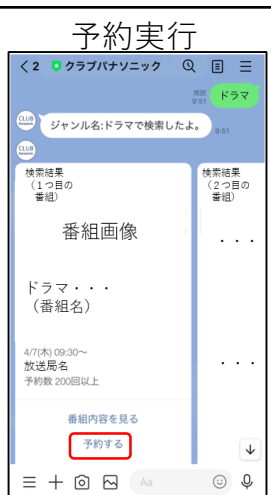 予約実行
2 クラブパナソニック
既読
9:51
ドラマ
CLUB
Panasonic
ジャンル名:ドラマで検索したよ。
9:51
CLUB
Panasonic
検索結果
(1つ目の
番組)
番組画像
ドラマ・・・
(番組名)
4/7(木) 09:30～
放送局名
予約数 200回以上
番組内容を見る
予約する
検索結果
(2つ目の
番組)
・・・
・・・
Aa